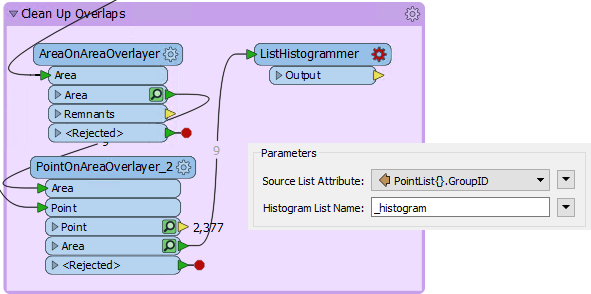 Clean Up Overlaps
AreaOnAreaOverlayer
Area
Area
Remnants
<Rejected>
9
PointOnAreaOverlayer_2
Area
Point
Point
2,377
Area
<Rejected>
9
ListHistogrammer
Output
Parameters
Source List Attribute:
PointList{}.GroupID
Histogram List Name:
_histogram